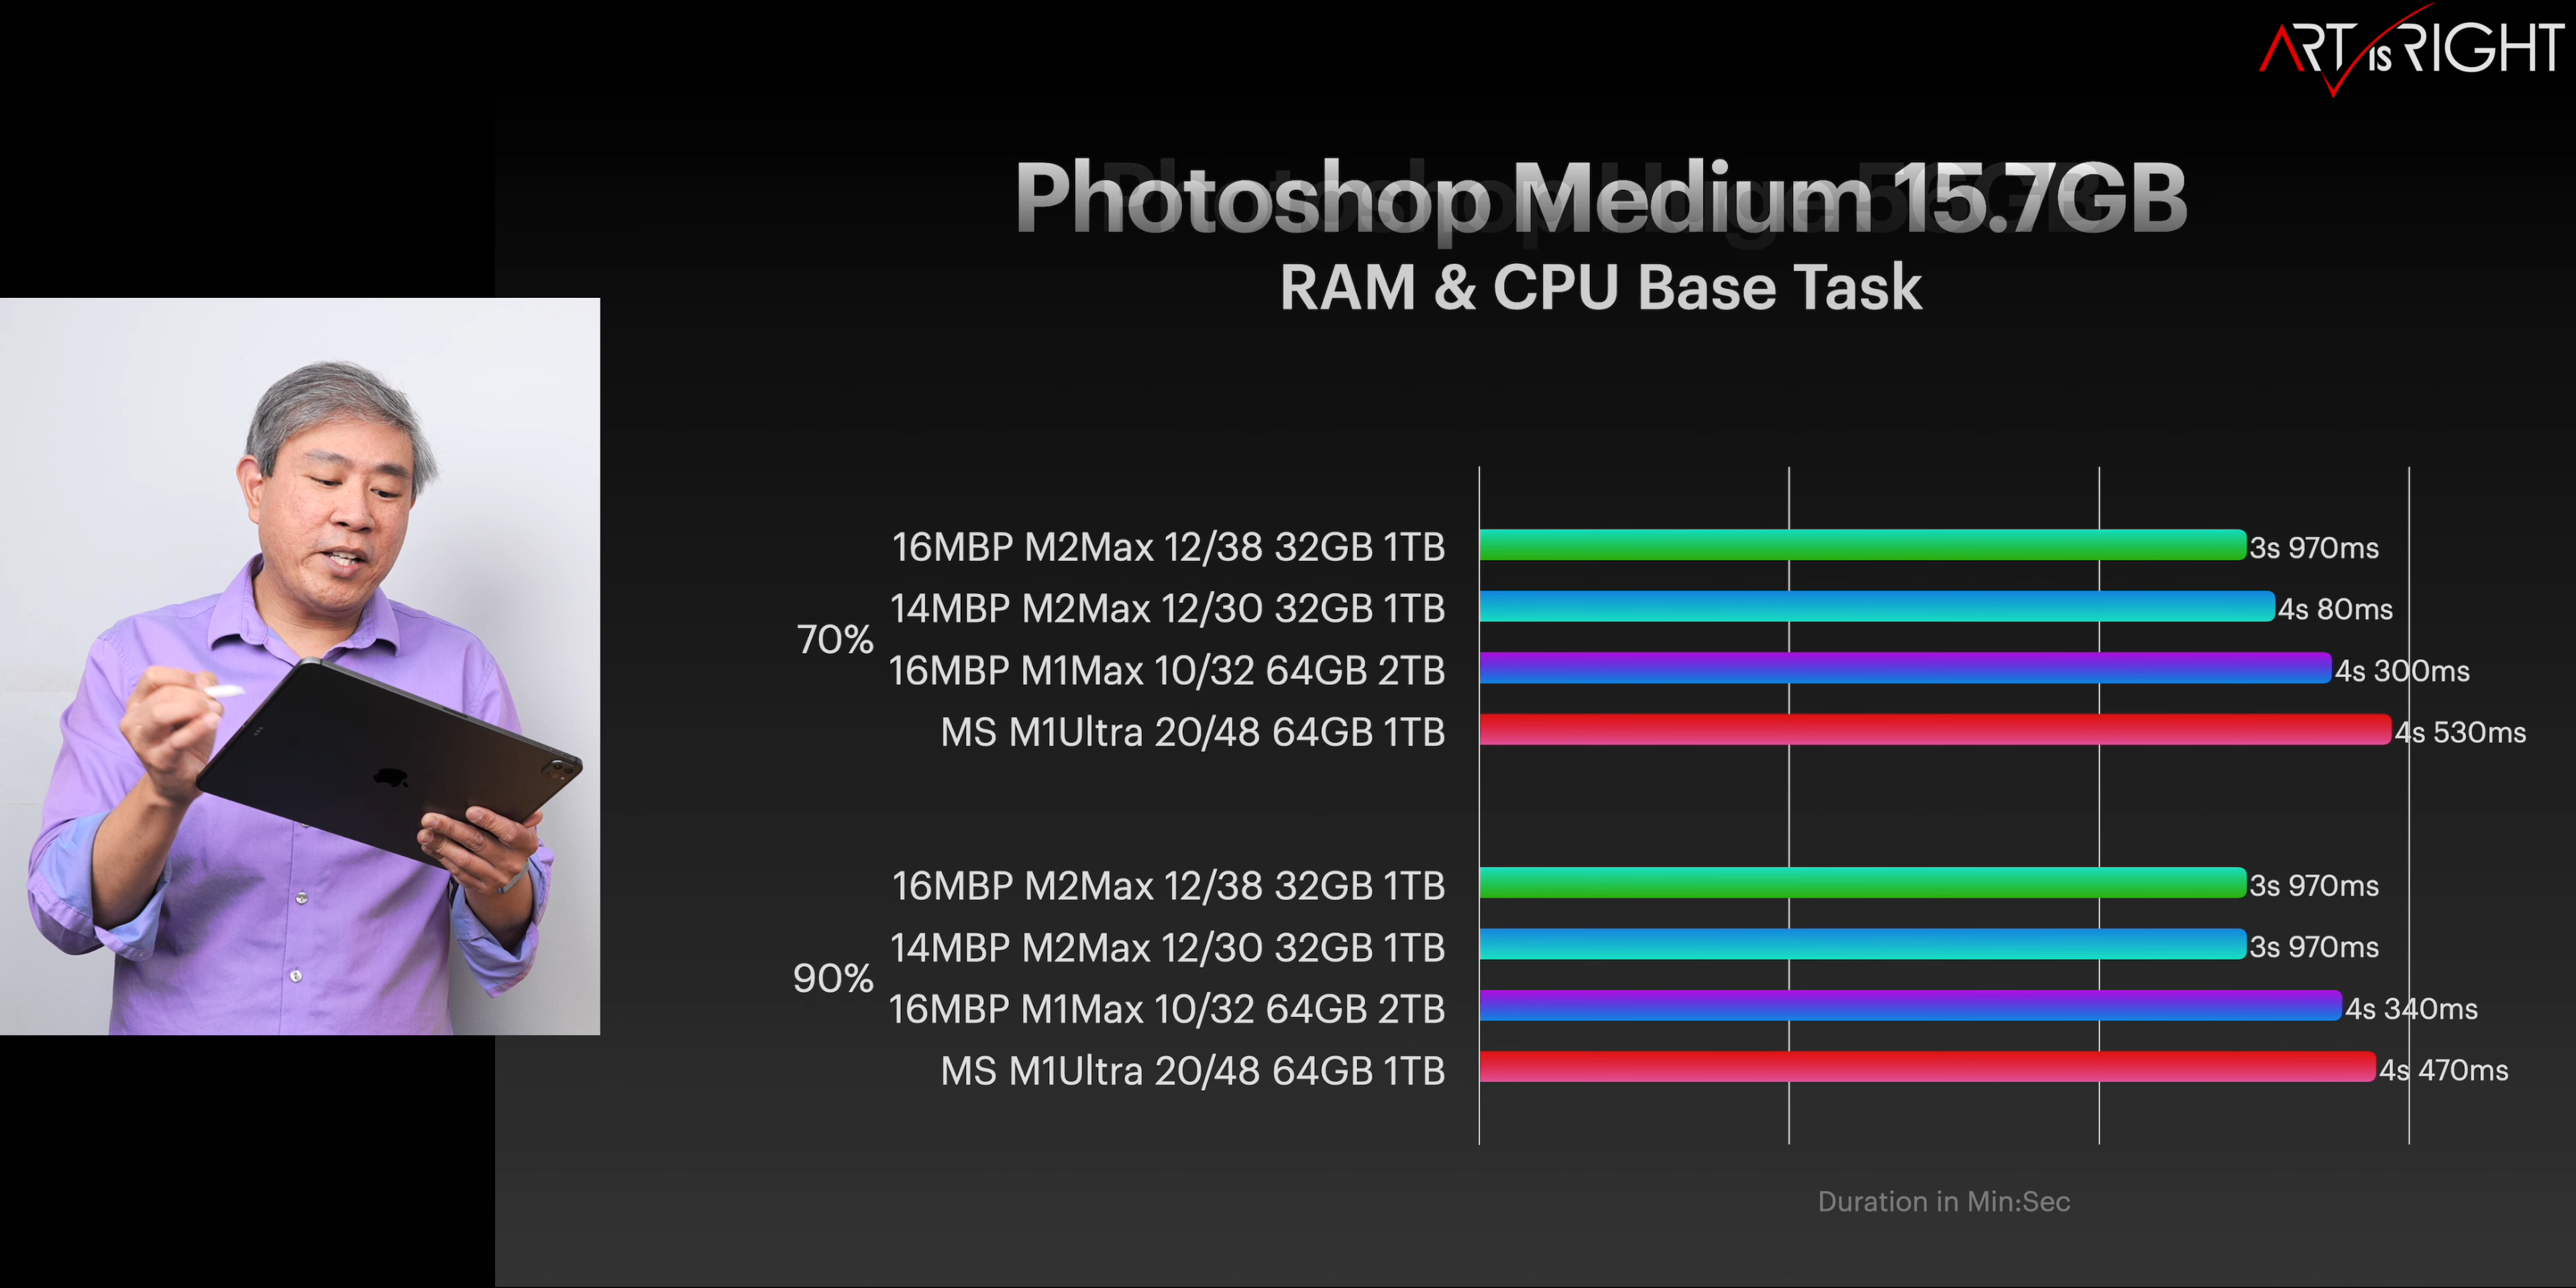 ART IS RIGHT
Photoshop Medium 15.7GB
Photoshop Huge 56GB
RAM & CPU Base Task
70%
16MBP M2Max 12/38 32GB 1TB 3s 970ms
14MBP M2Max 12/30 32GB 1TB 4s 80ms
16MBP M1Max 10/32 64GB 2TB 4s 300ms
MS M1Ultra 20/48 64GB 1TB 4s 530ms
90%
16MBP M2Max 12/38 32GB 1TB 3s 970ms
14MBP M2Max 12/30 32GB 1TB 3s 970ms
16MBP M1Max 10/32 64GB 2TB 4s 340ms
MS M1Ultra 20/48 64GB 1TB 4s 470ms
Duration in Min:Sec